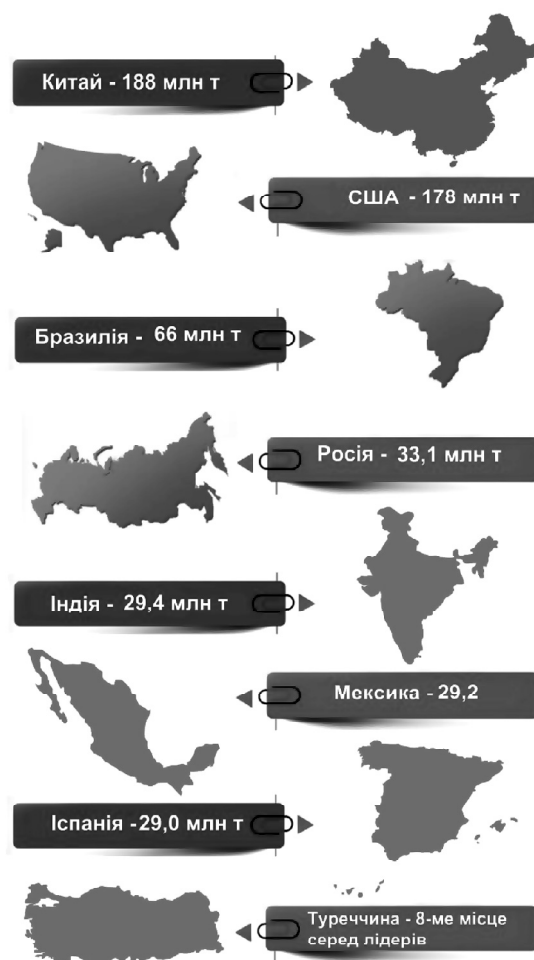 Китай - 188 млн т
США - 178 млн т
Бразилія - 66 млн т
Росія - 33,1 млн т
Індія - 29,4 млн т
Мексика - 29,2
Іспанія -29,0 млн т
Туреччина - 8-ме місце
серед лідерів